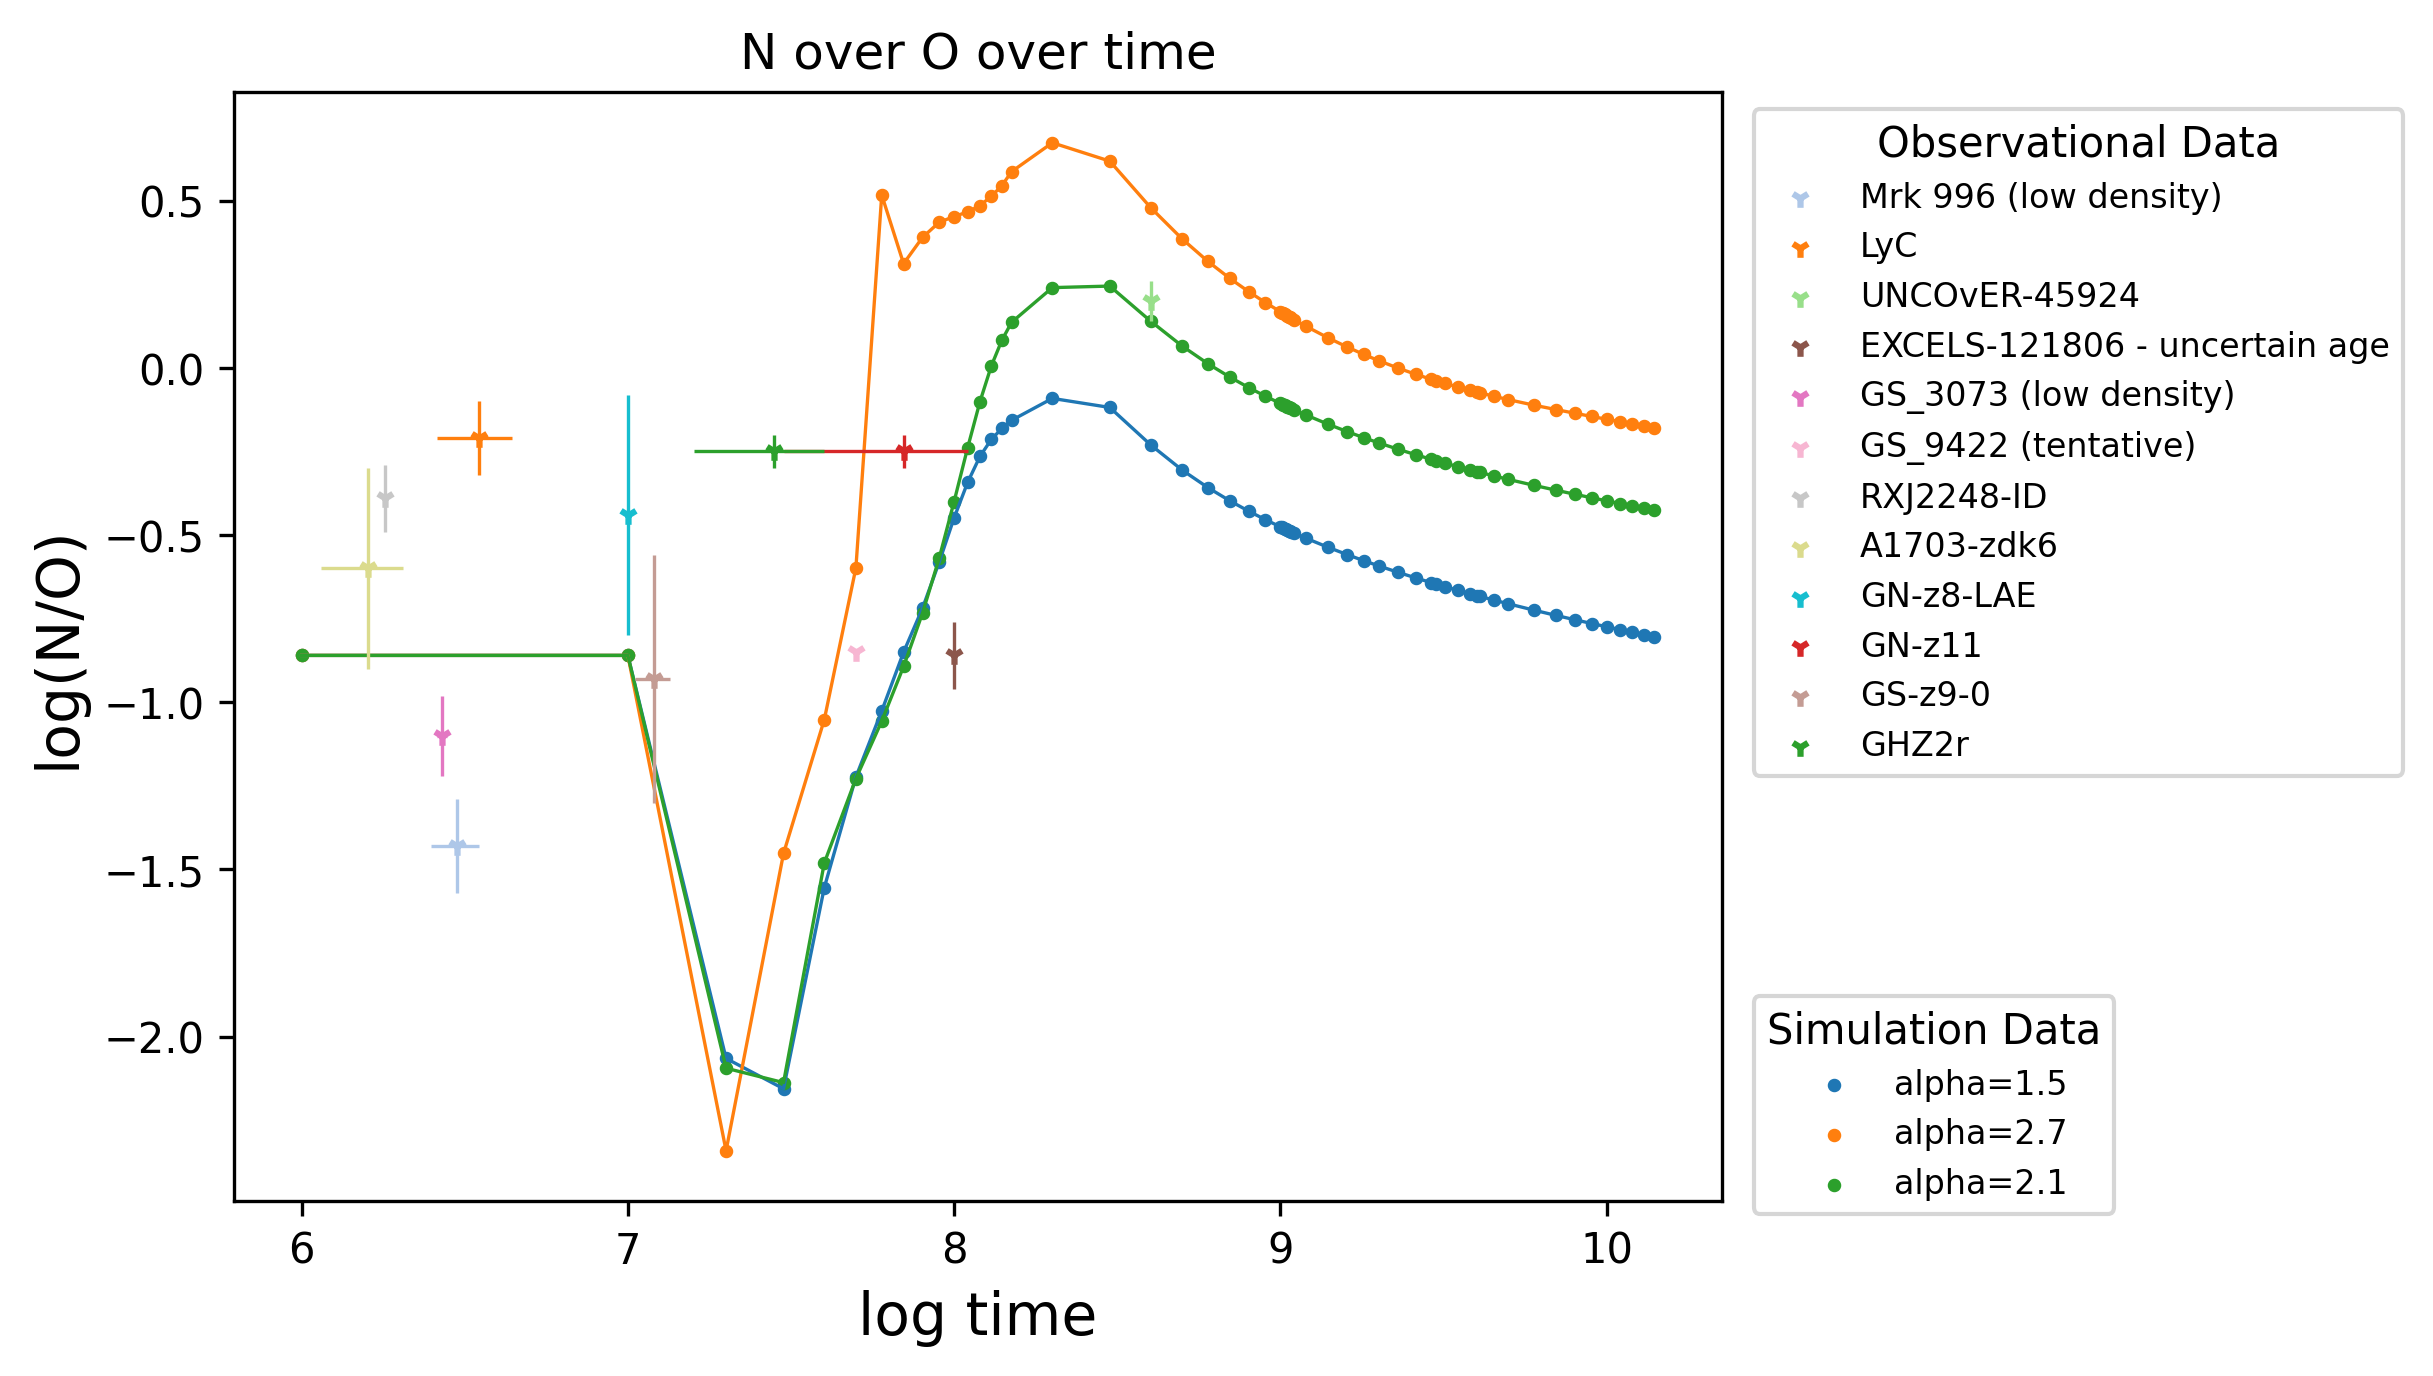 N over O over time
log(N/O)
0.5
0.0
−0.5
−1.0
−1.5
−2.0
6 7 8 9 10
log time
Observational Data
Mrk 996 (low density)
LyC
UNCOvER-45924
EXCELS-121806 - uncertain age
GS_3073 (low density)
GS_9422 (tentative)
RXJ2248-ID
A1703-zdk6
GN-z8-LAE
GN-z11
GS-z9-0
GHZ2r
Simulation Data
alpha=1.5
alpha=2.7
alpha=2.1